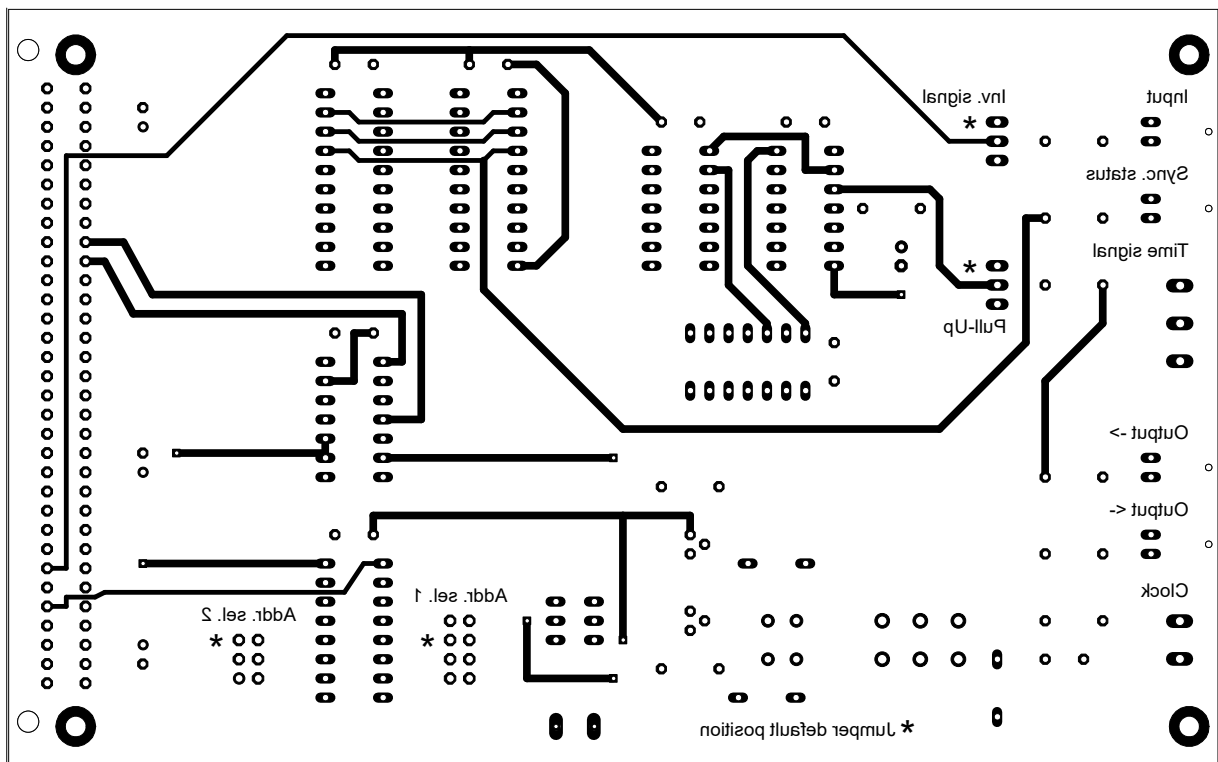 Inv. signal
*
Input
Sync. status
Time signal
*
Pull-Up
Output ->
Output <-
Clock
Addr. sel. 1
*
Addr. sel. 2
*
* Jumper default position